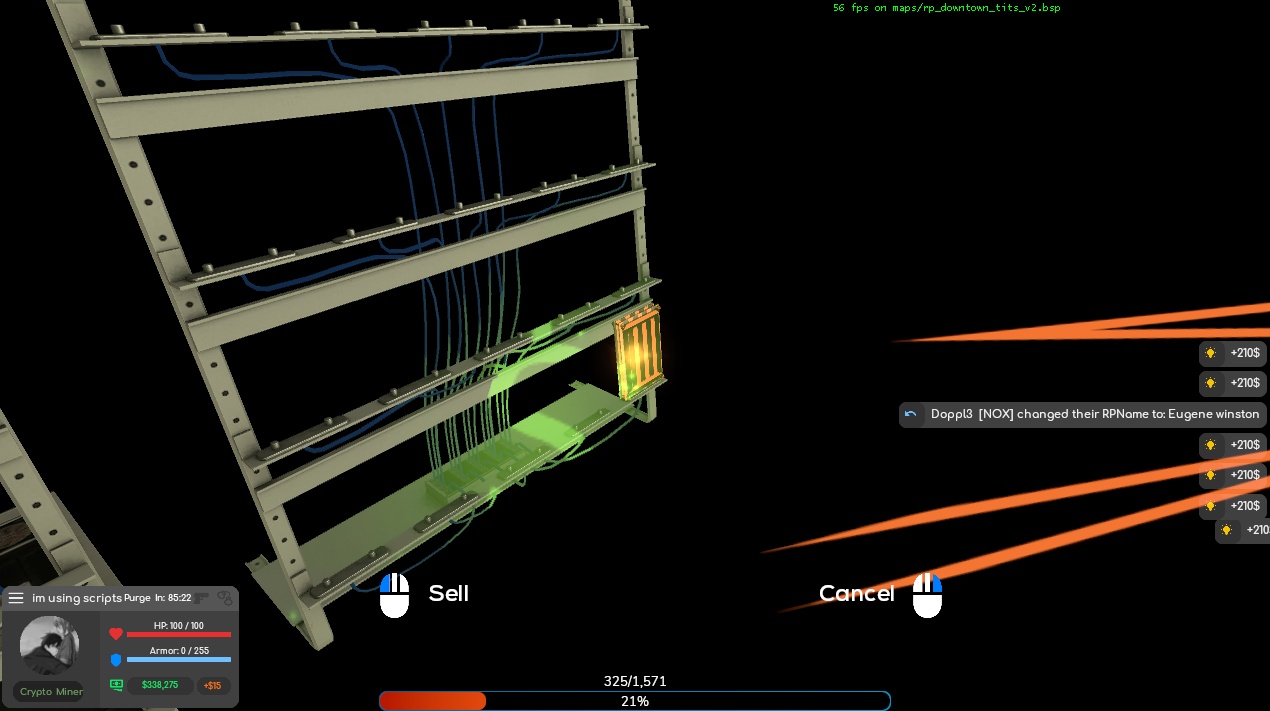 56 fps on maps/rp_downtown_tits_v2.bsp
+210$
+210$
Doppl3 [NOX] changed their RPName to: Eugene winston
+210$
+210$
+210$
+210
Sell
Cancel
im using scripts Purge In: 85:22
HP: 100 / 100
Armor: 0 / 255
$338,275 +$15
Crypto Miner
325/1,571
21%